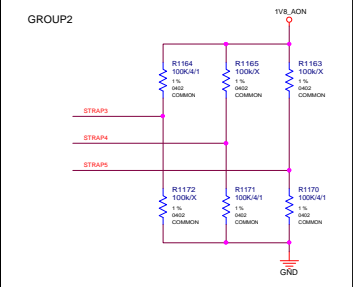 GROUP2
1V8_AON
R1164
100K/4/1
1 %
0402
COMMON
R1165
100k/X
1 %
0402
COMMON
R1163
100k/X
1 %
0402
COMMON
STRAP3
STRAP4
STRAP5
R1172
100k/X
1 %
0402
COMMON
R1171
100K/4/1
1 %
0402
COMMON
R1170
100K/4/1
1 %
0402
COMMON
GND